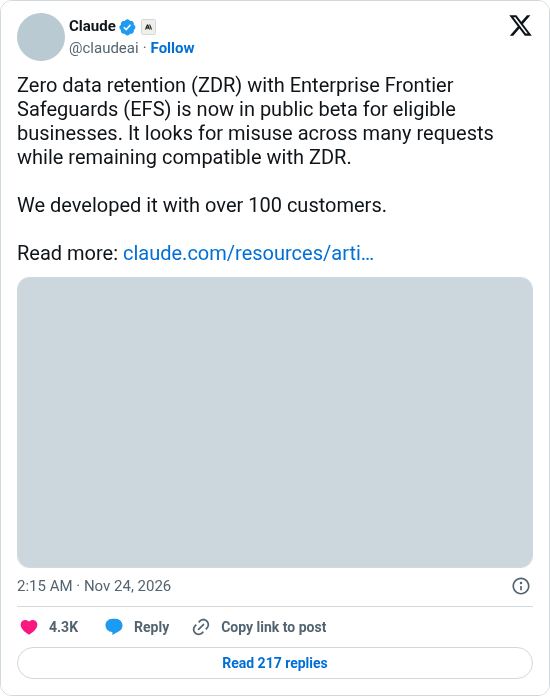 Claude
@claudeai · Follow
Zero data retention (ZDR) with Enterprise Frontier
Safeguards (EFS) is now in public beta for eligible
businesses. It looks for misuse across many requests
while remaining compatible with ZDR.
We developed it with over 100 customers.
Read more: claude.com/resources/arti…
2:15 AM · Nov 24, 2026
4.3K Reply Copy link to post
Read 217 replies